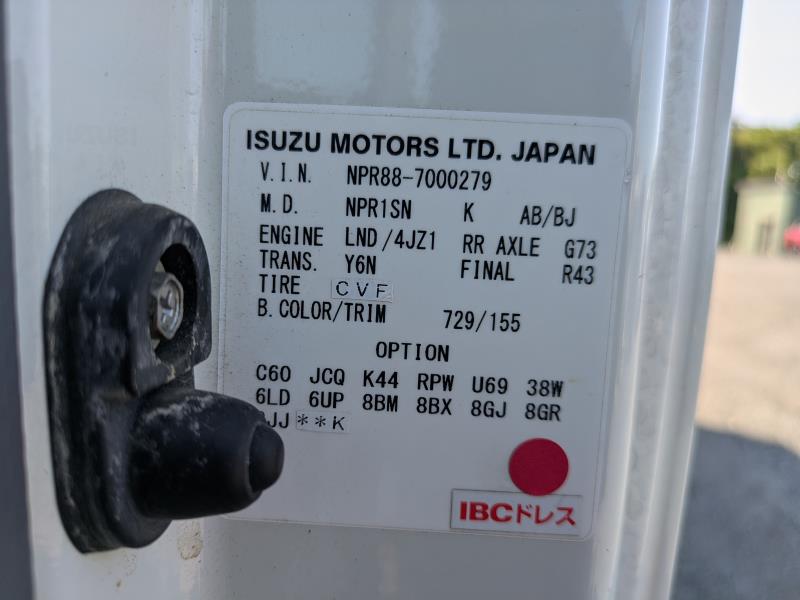 ISUZU MOTORS LTD. JAPAN
V.I.N. NPR88-7000279
M.D. NPR1SN K AB/BJ
ENGINE LND/4JZ1 RR AXLE G73
TRANS. Y6N FINAL R43
TIRE CVF
B.COLOR/TRIM 729/155
OPTION
C60 JCQ K44 RPW U69 38W
6LD 6UP 8BM 8BX 8GJ 8GR
**K
IBCドレス